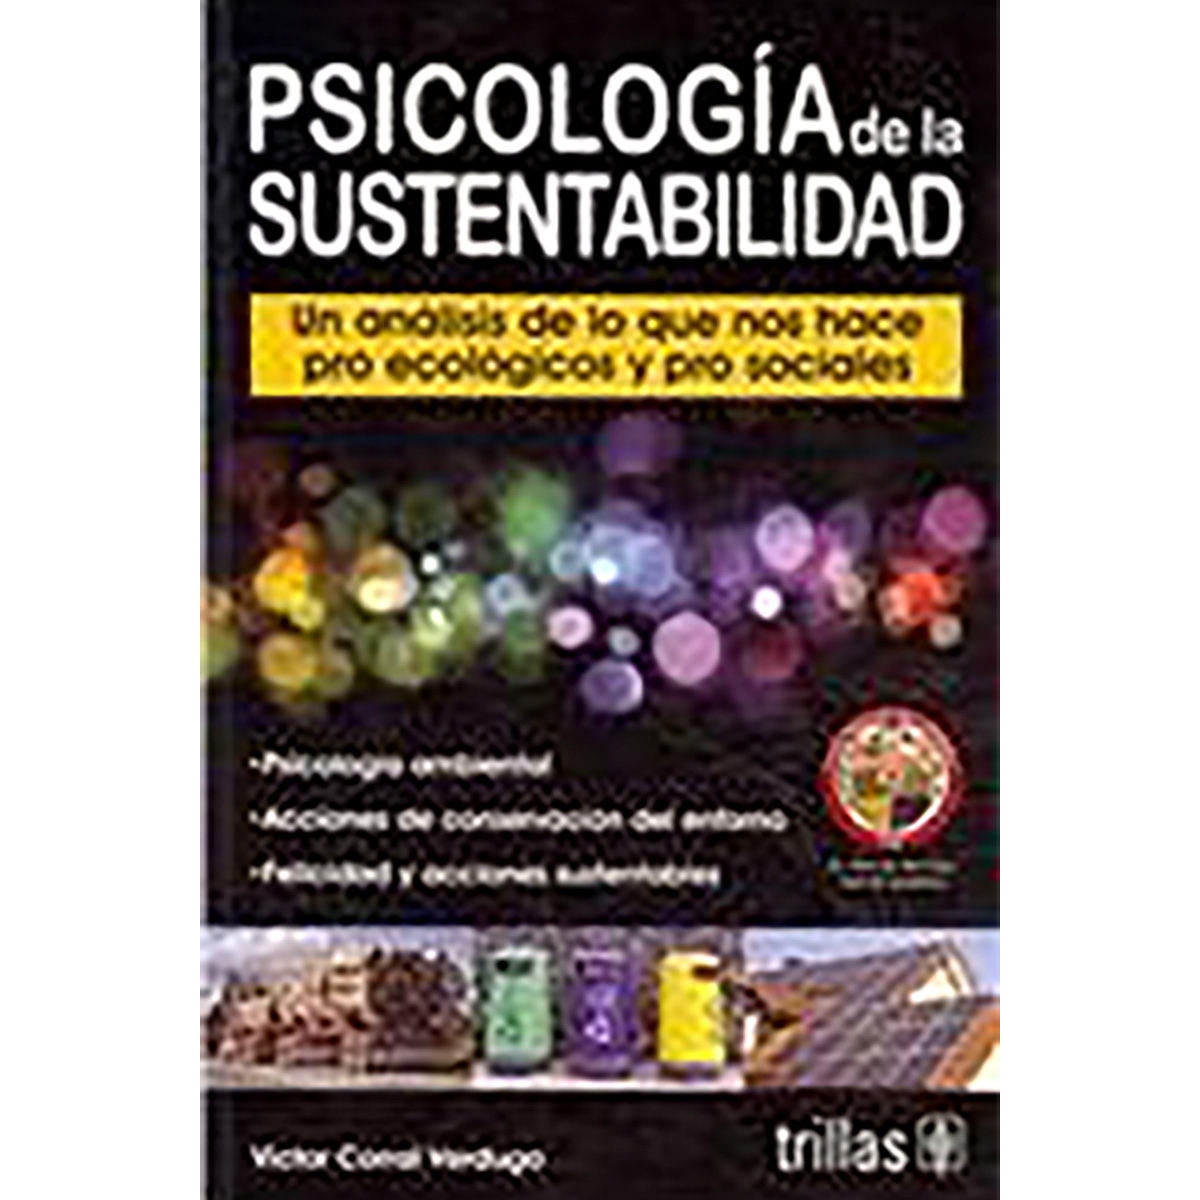 PSICOLOGÍA de la
SUSTENTABILIDAD
Un análisis de lo que nos hace
pro ecológicos y pro sociales
•Psicología ambiental
•Acciones de conservación del entorno
•Felicidad y acciones sustentables
Víctor Corral Verdugo
trillas